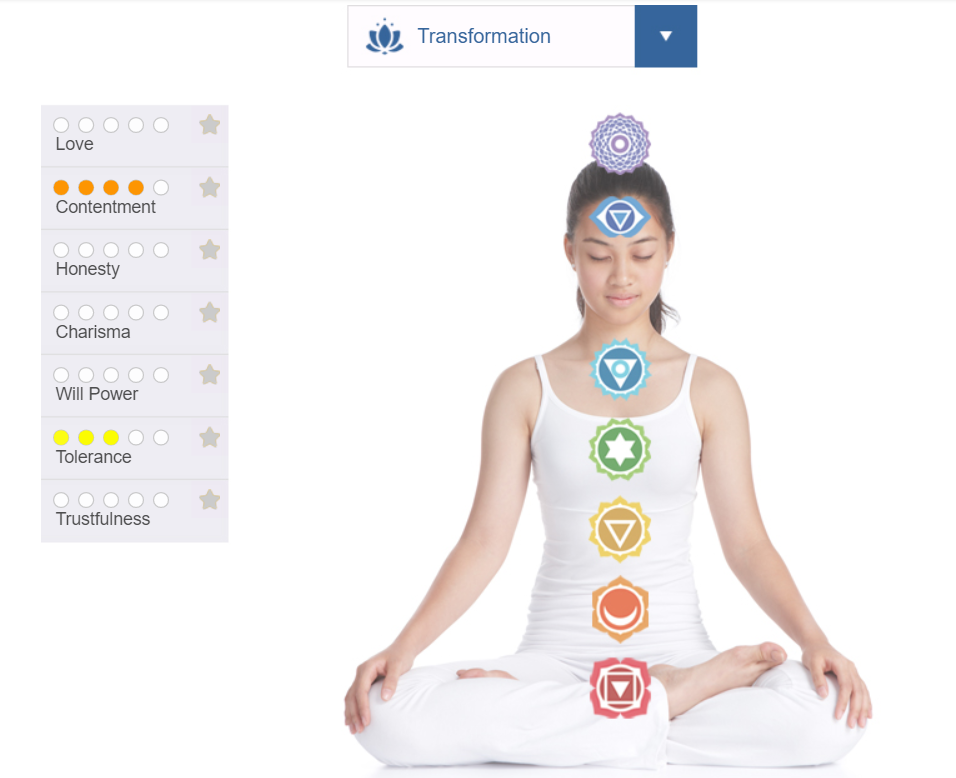 Transformation
Love
Contentment
Honesty
Charisma
Will Power
Tolerance
Trustfulness